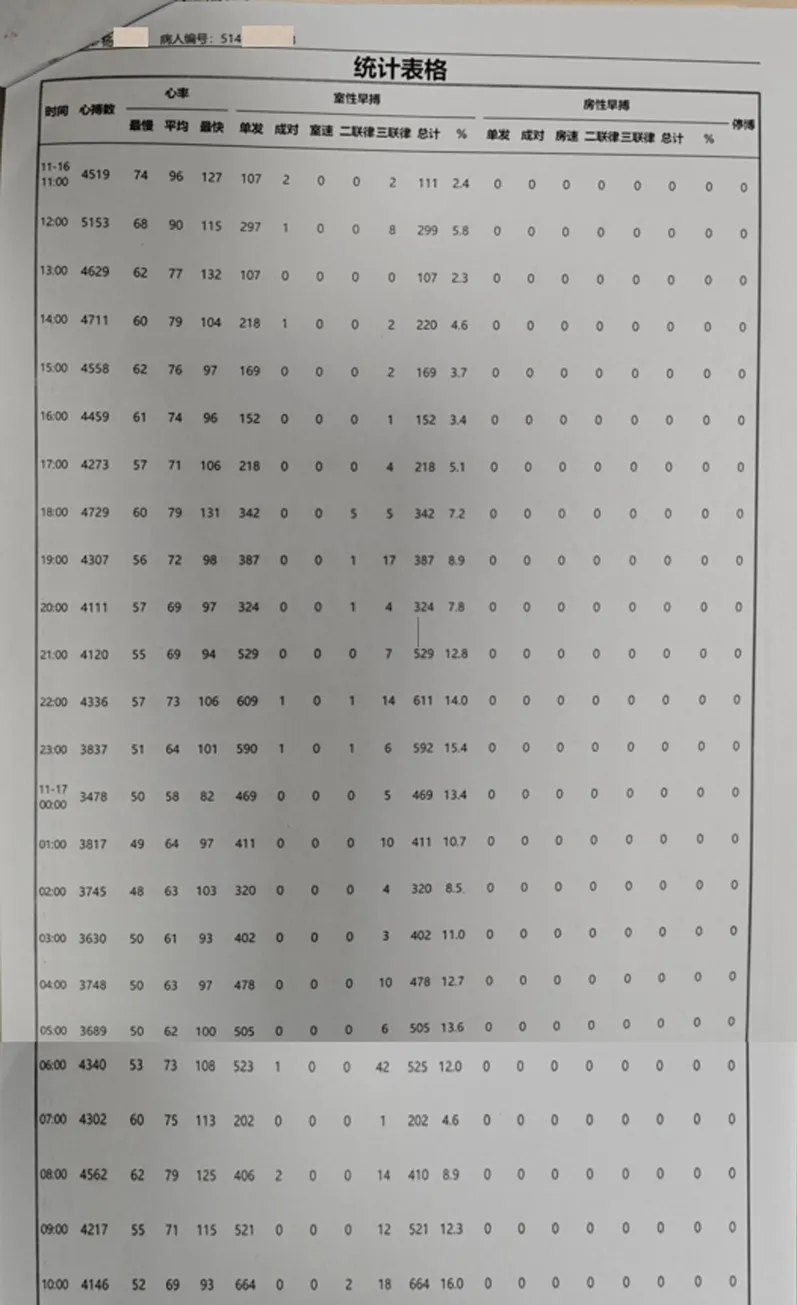 杨 病人编号: 514
统计表格
时间 心搏数 心率 室性早搏 房性早搏 停搏
最慢 平均 最快 单发 成对 室速 二联律 三联律 总计 % 单发 成对 房速 二联律 三联律 总计 %
11-16 11:00 4519 74 96 127 107 2 0 0 2 111 2.4 0 0 0 0 0 0 0 0
12:00 5153 68 90 115 297 1 0 0 8 299 5.8 0 0 0 0 0 0 0 0
13:00 4629 62 77 132 107 0 0 0 0 107 2.3 0 0 0 0 0 0 0 0
14:00 4711 60 79 104 218 1 0 0 2 220 4.6 0 0 0 0 0 0 0 0
15:00 4558 62 76 97 169 0 0 0 2 169 3.7 0 0 0 0 0 0 0 0
16:00 4459 61 74 96 152 0 0 0 1 152 3.4 0 0 0 0 0 0 0 0
17:00 4273 57 71 106 218 0 0 0 4 218 5.1 0 0 0 0 0 0 0 0
18:00 4729 60 79 131 342 0 0 5 5 342 7.2 0 0 0 0 0 0 0 0
19:00 4307 56 72 98 387 0 0 1 17 387 8.9 0 0 0 0 0 0 0 0
20:00 4111 57 69 97 324 0 0 1 4 324 7.8 0 0 0 0 0 0 0 0
21:00 4120 55 69 94 529 0 0 0 7 529 12.8 0 0 0 0 0 0 0 0
22:00 4336 57 73 106 609 1 0 1 14 611 14.0 0 0 0 0 0 0 0 0
23:00 3837 51 64 101 590 1 0 1 6 592 15.4 0 0 0 0 0 0 0 0
11-17 00:00 3478 50 58 82 469 0 0 0 5 469 13.4 0 0 0 0 0 0 0 0
01:00 3817 49 64 97 411 0 0 0 10 411 10.7 0 0 0 0 0 0 0 0
02:00 3745 48 63 103 320 0 0 0 4 320 8.5 0 0 0 0 0 0 0 0
03:00 3630 50 61 93 402 0 0 0 3 402 11.0 0 0 0 0 0 0 0 0
04:00 3748 50 63 97 478 0 0 0 10 478 12.7 0 0 0 0 0 0 0 0
05:00 3689 50 62 100 505 0 0 0 6 505 13.6 0 0 0 0 0 0 0 0
06:00 4340 53 73 108 523 1 0 0 42 525 12.0 0 0 0 0 0 0 0 0
07:00 4302 60 75 113 202 0 0 0 1 202 4.6 0 0 0 0 0 0 0 0
08:00 4562 62 79 125 406 2 0 0 14 410 8.9 0 0 0 0 0 0 0 0
09:00 4217 55 71 115 521 0 0 0 12 521 12.3 0 0 0 0 0 0 0 0
10:00 4146 52 69 93 664 0 0 2 18 664 16.0 0 0 0 0 0 0 0 0